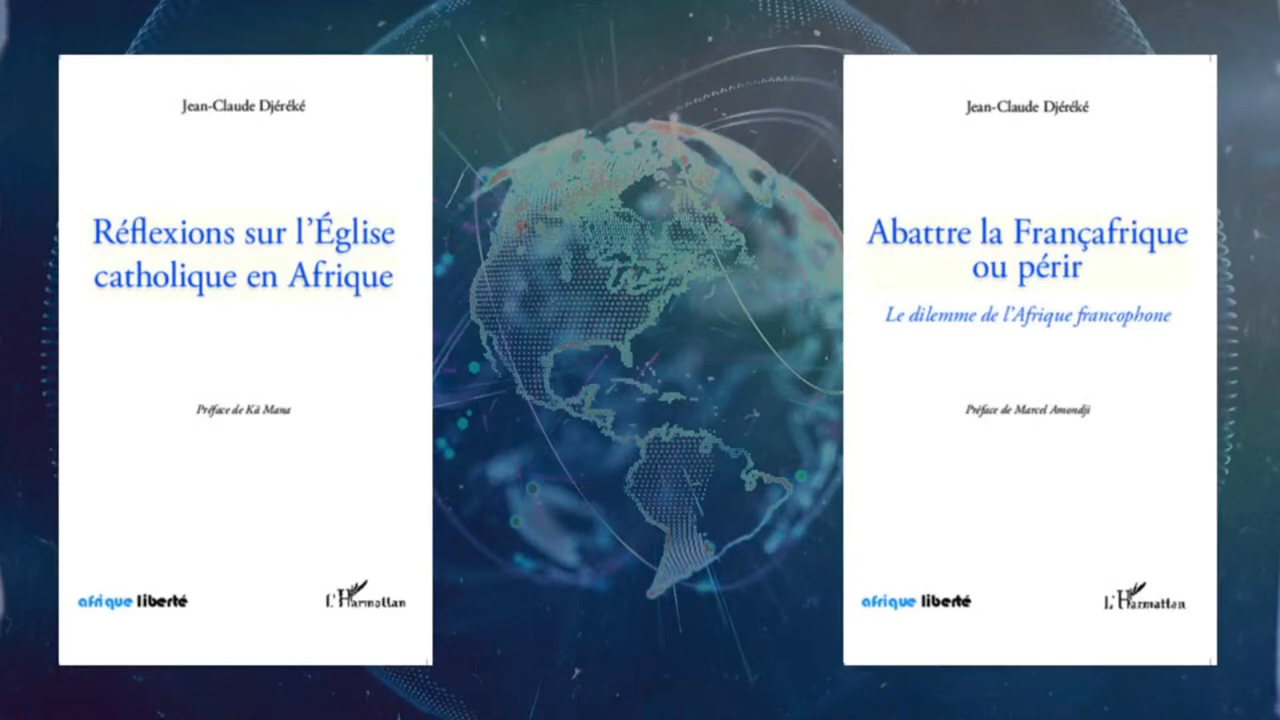 Jean-Claude Djéréké
Réflexions sur l'Église
catholique en Afrique
Préface de Kä Mana
afrique liberté
L'Harmattan
Jean-Claude Djéréké
Abattre la Françafrique
ou périr
Le dilemme de l'Afrique francophone
Préface de Marcel Amondji
afrique liberté
L'Harmattan